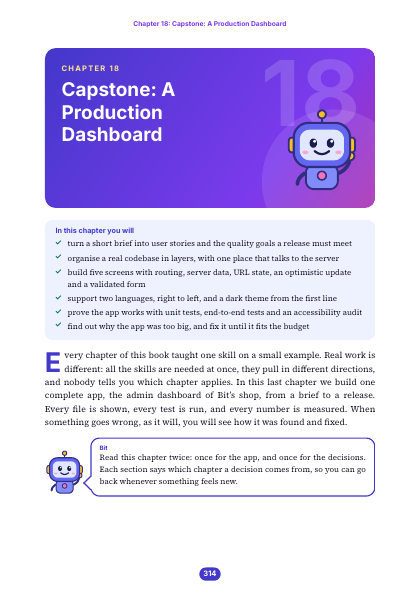 Chapter 18: Capstone: A Production Dashboard
CHAPTER 18
18
Capstone: A
Production
Dashboard
In this chapter you will
turn a short brief into user stories and the quality goals a release must meet
organise a real codebase in layers, with one place that talks to the server
build five screens with routing, server data, URL state, an optimistic update
and a validated form
support two languages, right to left, and a dark theme from the first line
prove the app works with unit tests, end-to-end tests and an accessibility audit
find out why the app was too big, and fix it until it fits the budget
Every chapter of this book taught one skill on a small example. Real work is
different: all the skills are needed at once, they pull in different directions,
and nobody tells you which chapter applies. In this last chapter we build one
complete app, the admin dashboard of Bit's shop, from a brief to a release.
Every file is shown, every test is run, and every number is measured. When
something goes wrong, as it will, you will see how it was found and fixed.
Bit
Read this chapter twice: once for the app, and once for the decisions.
Each section says which chapter a decision comes from, so you can go
back whenever something feels new.
314